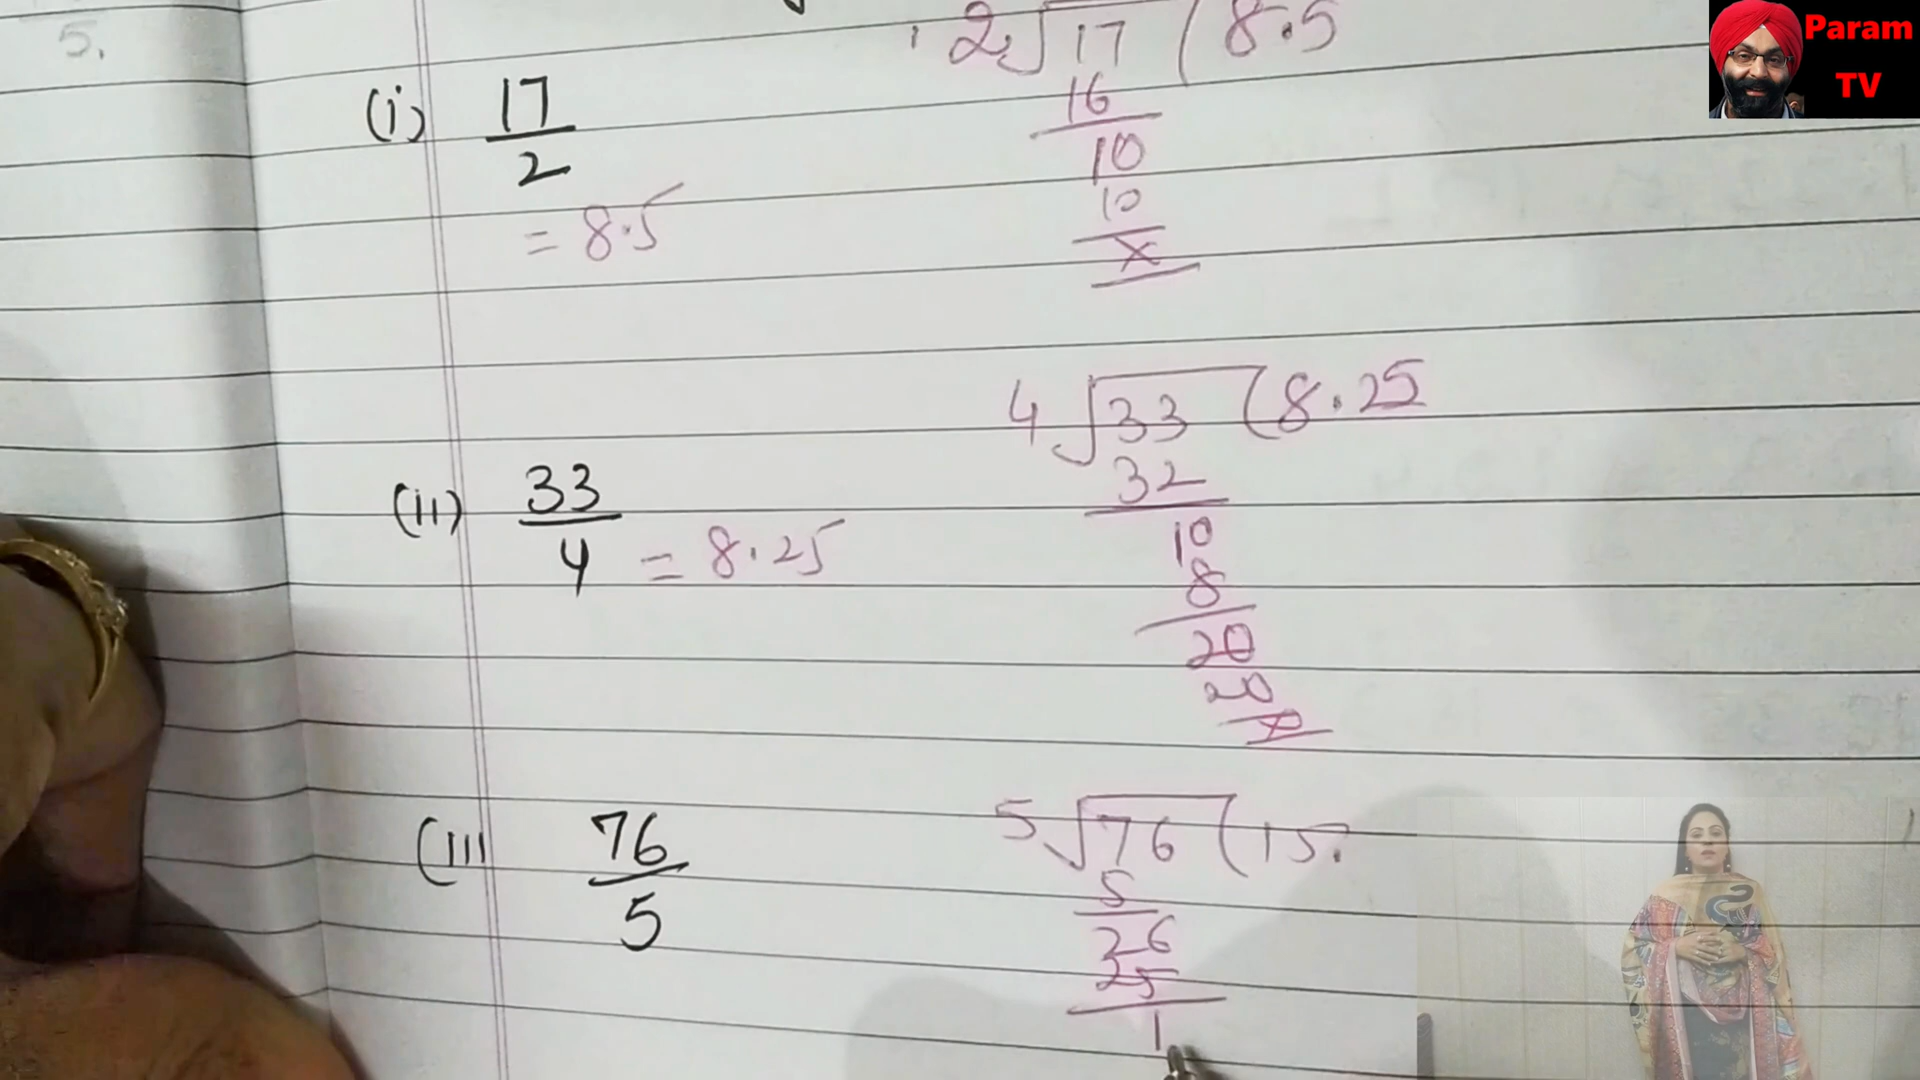 5.
2√17(8.5
16
10
10
x
(i) 17/2
= 8.5
4√33(8.25
32
10
8
20
20
x
(ii) 33/4 = 8.25
5√76(15.
5
26
25
1
(iii 76/5
Param
TV